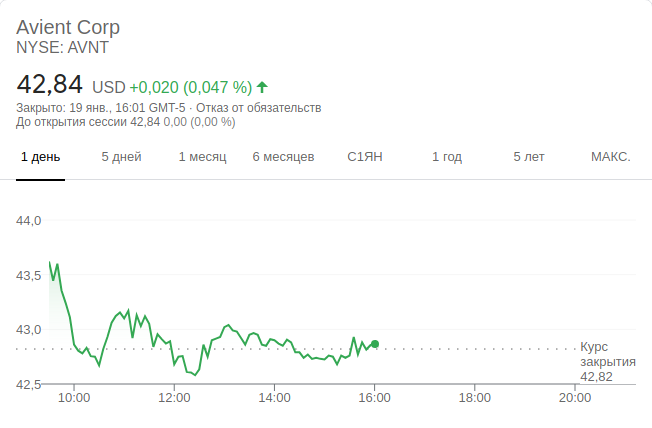 Avient Corp
NYSE: AVNT
42,84 USD +0,020 (0,047 %)
Закрыто: 19 янв., 16:01 GMT-5 · Отказ от обязательств
До открытия сессии 42,84 0,00 (0,00 %)
1 день 5 дней 1 месяц 6 месяцев С1ЯН 1 год 5 лет МАКС.
44,0
43,5
43,0
Курс
закрытия
42,82
42,5
10:00 12:00 14:00 16:00 18:00 20:00